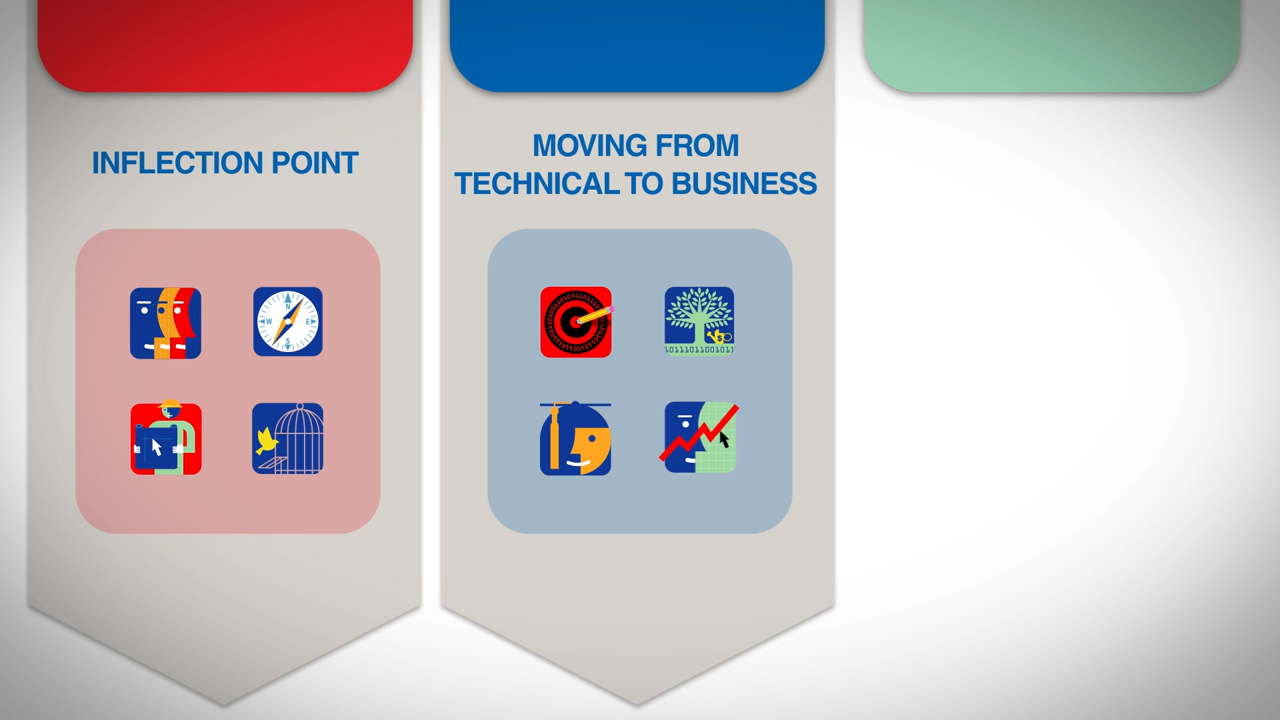 INFLECTION POINT
MOVING FROM
TECHNICAL TO BUSINESS
N
W E
S
$